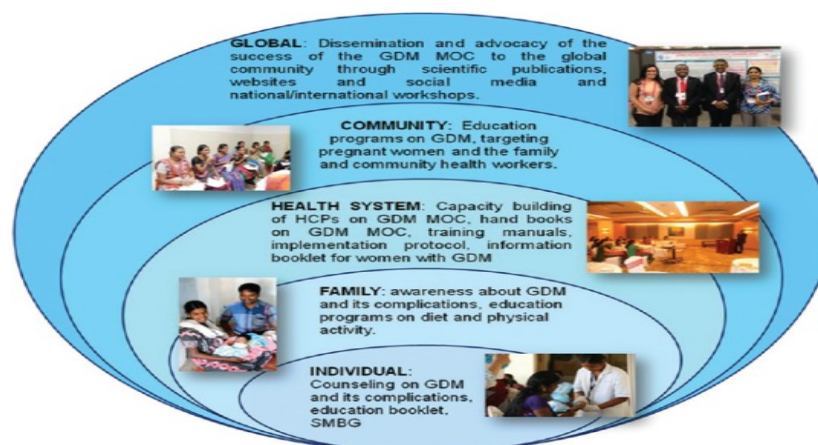 GLOBAL: Dissemination and advocacy of the
success of the GDM MOC to the global
community through scientific publications,
websites and social media and
national/international workshops.
COMMUNITY: Education
programs on GDM, targeting
pregnant women and the family
and community health workers.
HEALTH SYSTEM: Capacity building
of HCPs on GDM MOC, hand books
on GDM MOC, training manuals,
implementation protocol, information
booklet for women with GDM
FAMILY: awareness about GDM
and its complications, education
programs on diet and physical
activity.
INDIVIDUAL:
Counseling on GDM
and its complications,
education booklet,
SMBG